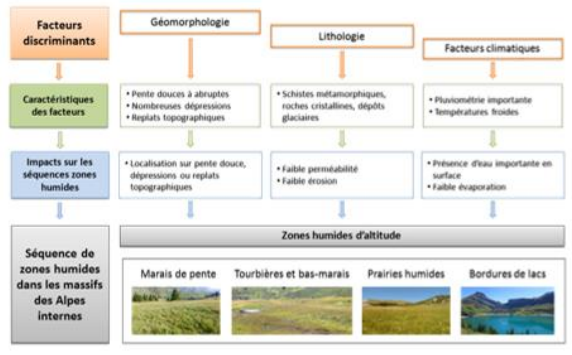 Facteurs
discriminants
Géomorphologie
Lithologie
Facteurs climatiques
Caractéristiques
des facteurs
• Pente douces à abruptes
• Nombreuses dépressions
• Replats topographiques
• Schistes métamorphiques,
roches cristallines, dépôts
glaciaires
• Pluviométrie importante
• Températures froides
Impacts sur les
séquences zones
humides
• Localisation sur pente douce,
dépressions ou replats
topographiques
• Faible perméabilité
• Faible érosion
• Présence d'eau importante en
surface
• Faible évaporation
Séquence de
zones humides
dans les massifs
des Alpes
internes
Zones humides d'altitude
Marais de pente
Tourbières et bas-marais
Prairies humides
Bordures de lacs